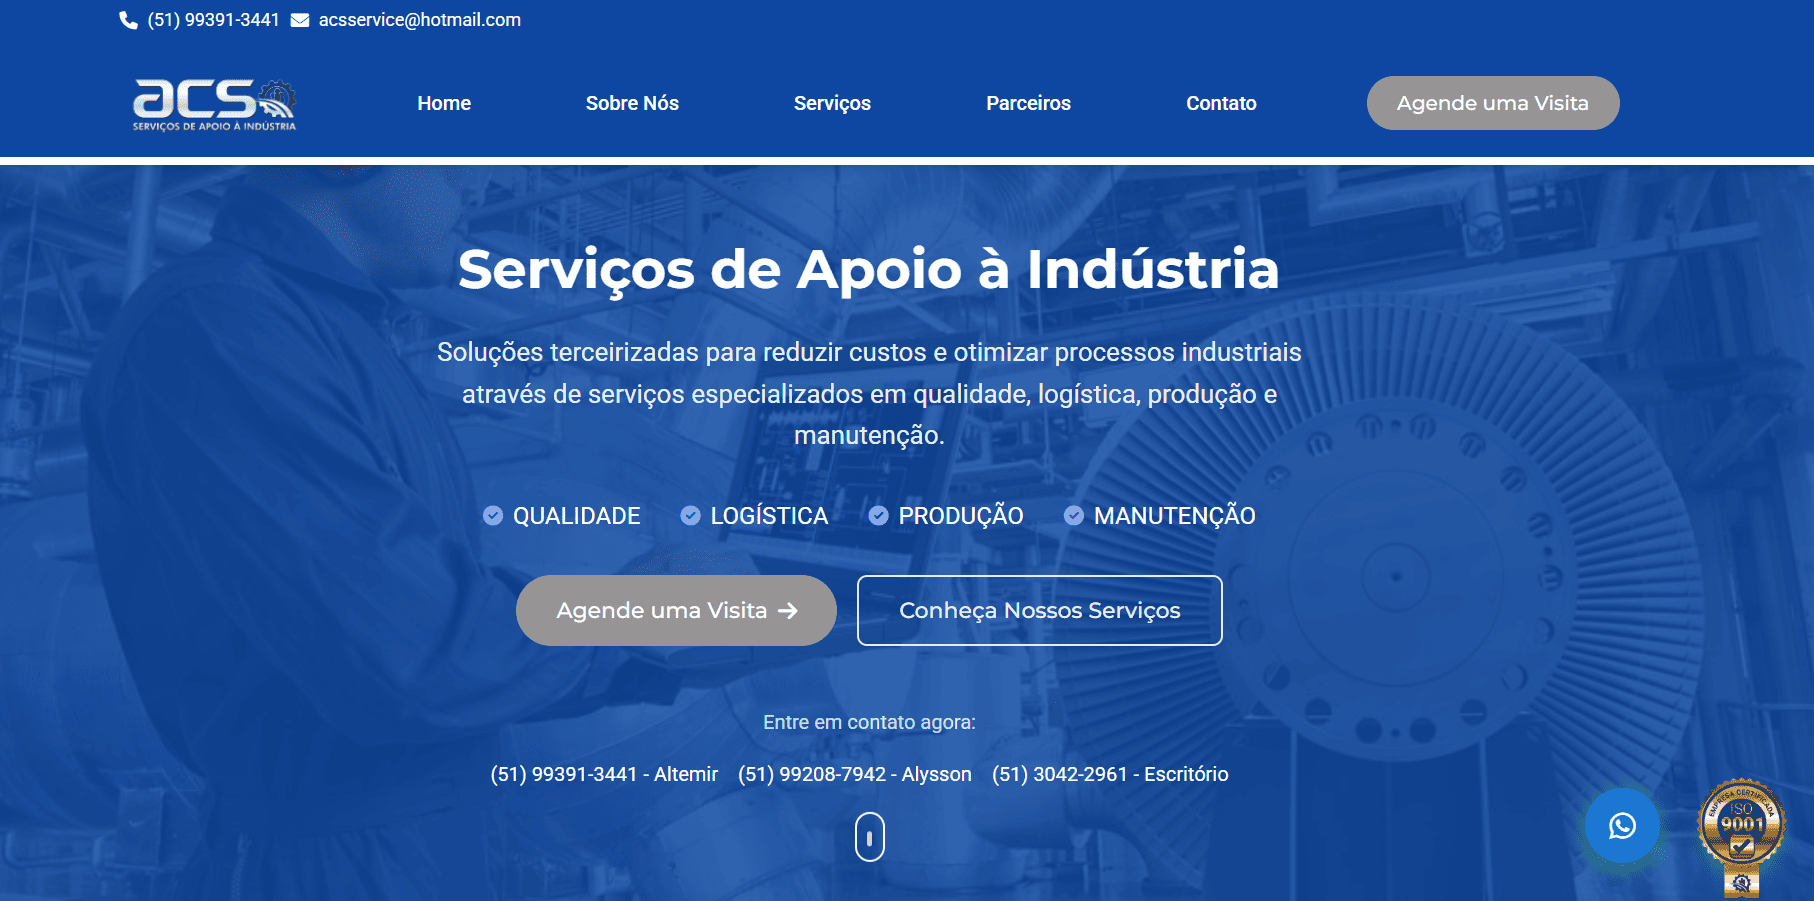 (51) 99391-3441 acsservice@hotmail.com
acs
SERVIÇOS DE APOIO À INDÚSTRIA
Home Sobre Nós Serviços Parceiros Contato Agende uma Visita
Serviços de Apoio à Indústria
Soluções terceirizadas para reduzir custos e otimizar processos industriais
através de serviços especializados em qualidade, logística, produção e
manutenção.
QUALIDADE LOGÍSTICA PRODUÇÃO MANUTENÇÃO
Agende uma Visita Conheça Nossos Serviços
Entre em contato agora:
(51) 99391-3441 - Altemir (51) 99208-7942 - Alysson (51) 3042-2961 - Escritório
EMPRESA CERTIFICADA
ISO
9001